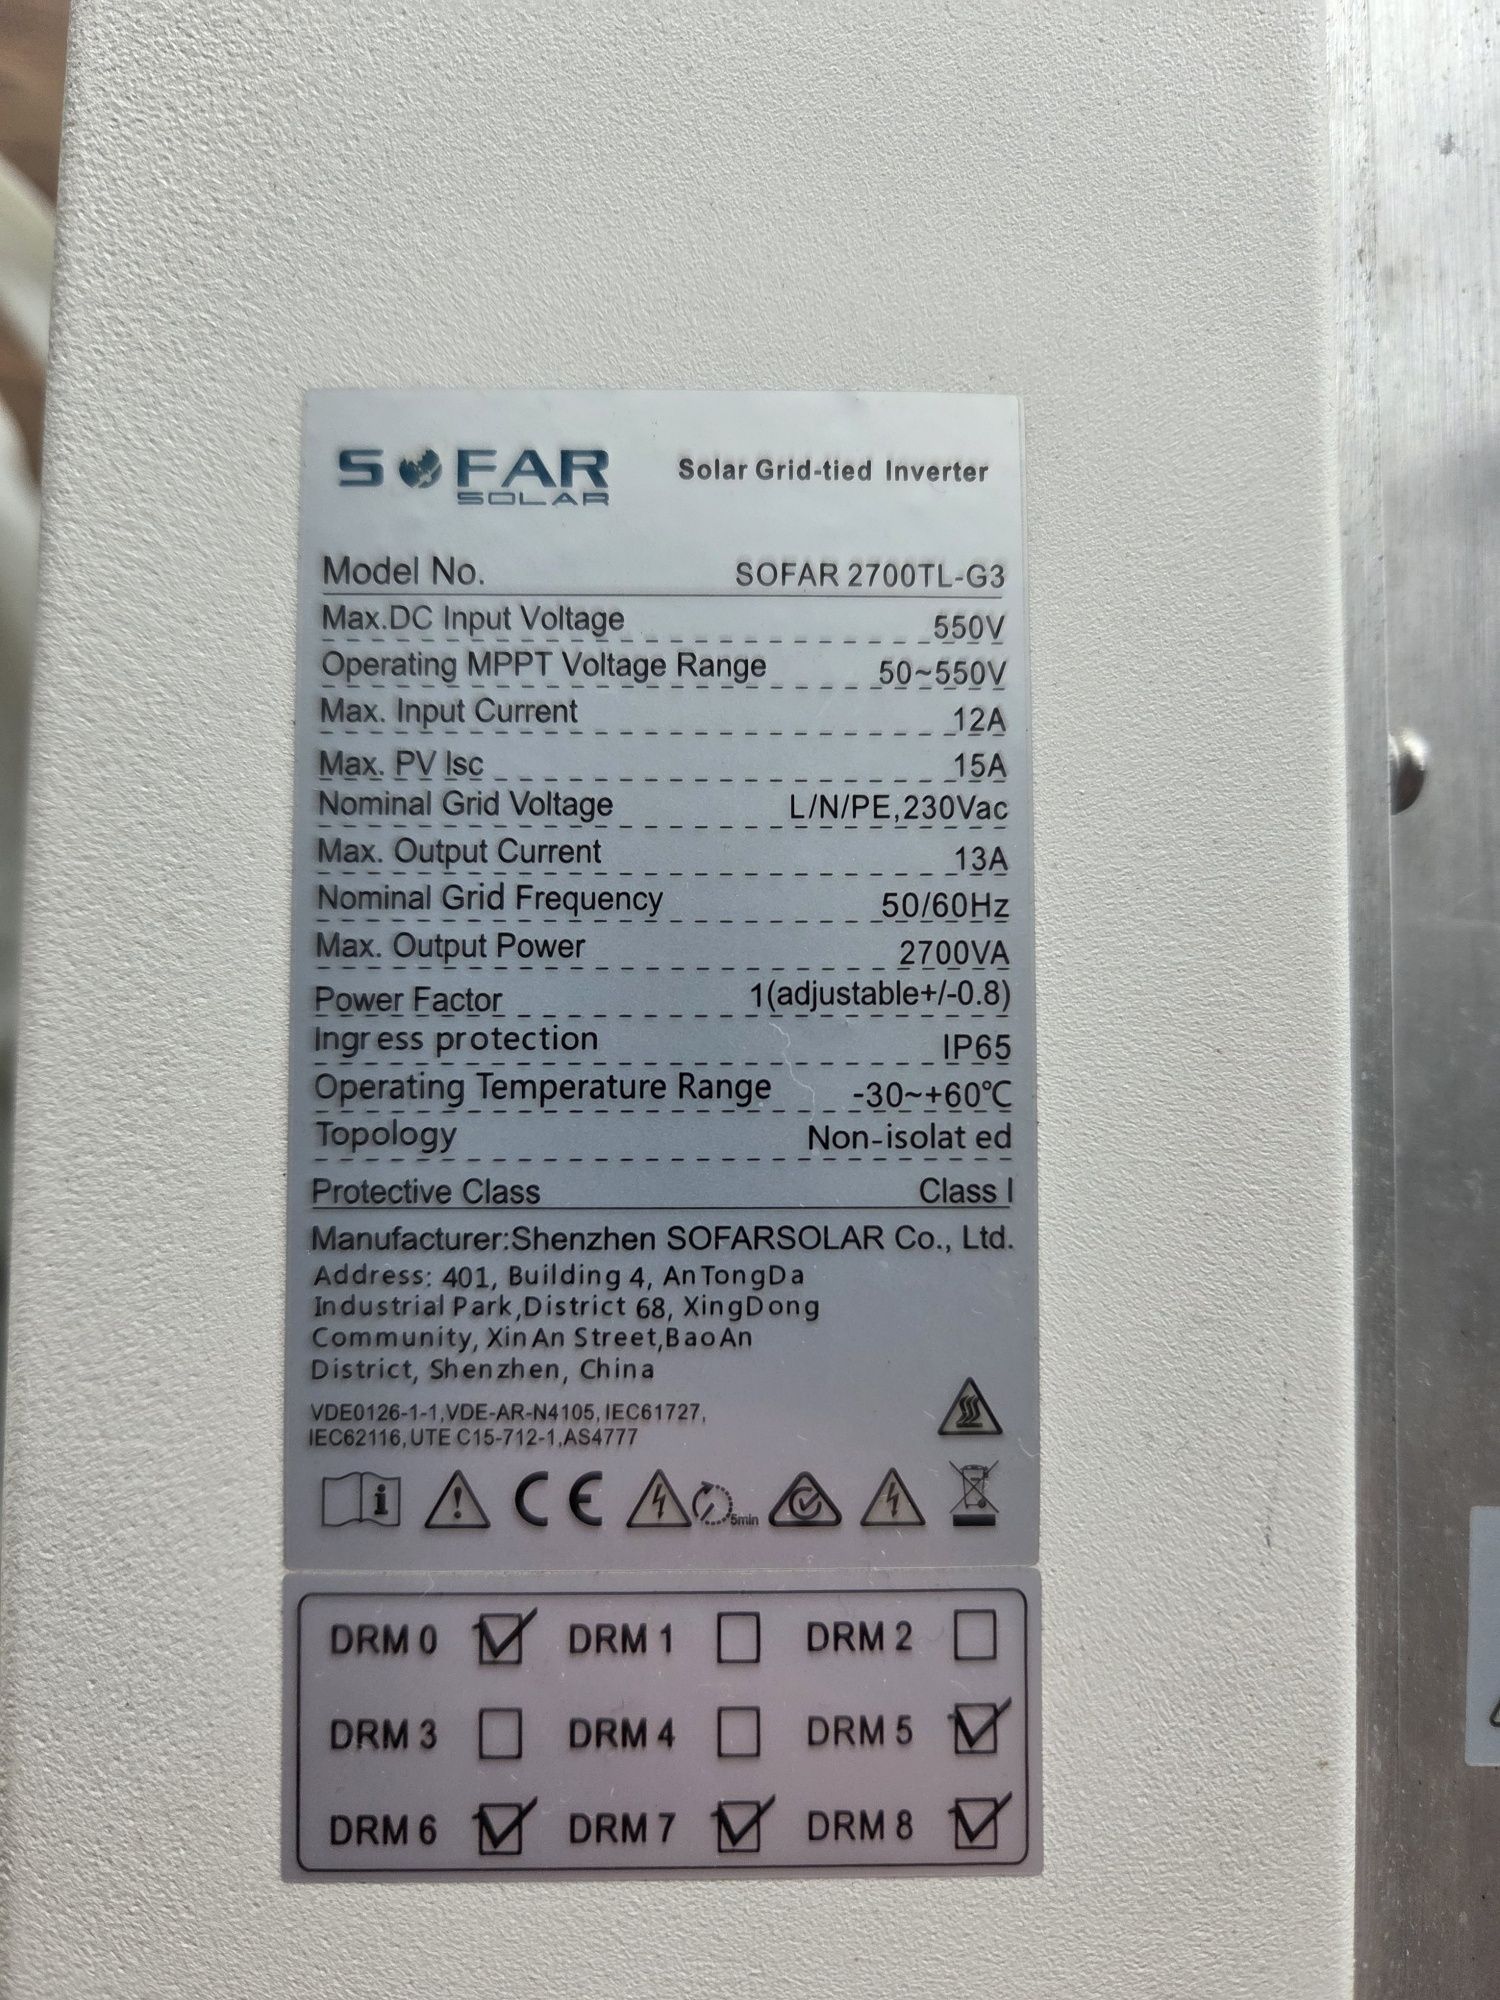 SOFAR SOLAR Solar Grid-tied Inverter
Model No. SOFAR 2700TL-G3
Max.DC Input Voltage 550V
Operating MPPT Voltage Range 50~550V
Max. Input Current 12A
Max. PV Isc 15A
Nominal Grid Voltage L/N/PE,230Vac
Max. Output Current 13A
Nominal Grid Frequency 50/60Hz
Max. Output Power 2700VA
Power Factor 1(adjustable+/-0.8)
Ingress protection IP65
Operating Temperature Range -30~+60℃
Topology Non-isolated
Protective Class Class I
Manufacturer:Shenzhen SOFARSOLAR Co., Ltd.
Address: 401, Building 4, AnTongDa
Industrial Park,District 68, XingDong
Community, XinAn Street,BaoAn
District, Shenzhen, China
VDE0126-1-1,VDE-AR-N4105,IEC61727,
IEC62116,UTE C15-712-1,AS4777
i ! CE 5min
DRM 0 DRM 1 DRM 2
DRM 3 DRM 4 DRM 5
DRM 6 DRM 7 DRM 8